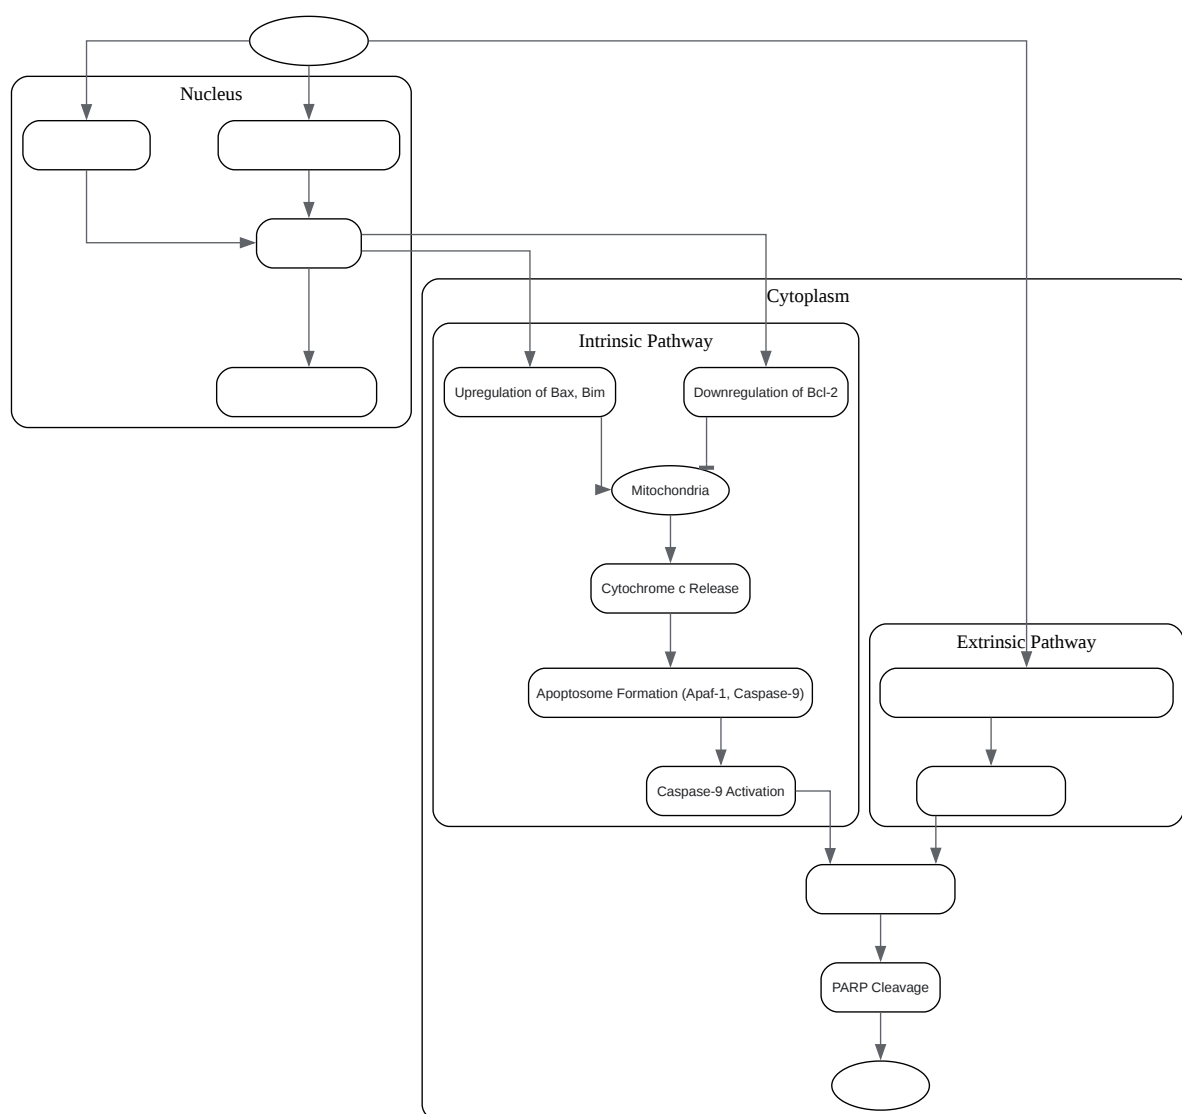 Nucleus
Cytoplasm
Intrinsic Pathway
Upregulation of Bax, Bim
Downregulation of Bcl-2
Mitochondria
Cytochrome c Release
Extrinsic Pathway
Apoptosome Formation (Apaf-1, Caspase-9)
Caspase-9 Activation
PARP Cleavage